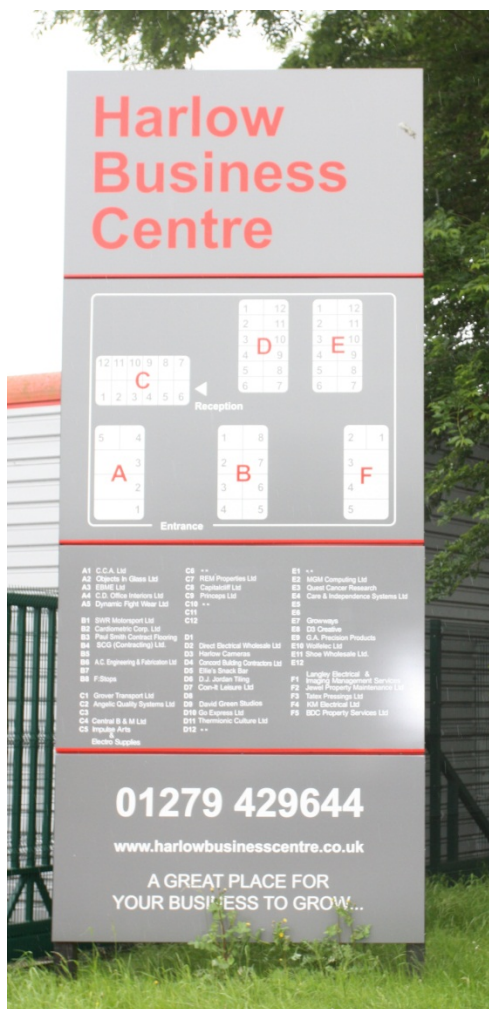 Harlow
Business
Centre
1 12
2 11
3 10
4 9
5 8
6 7
D
1 12
2 11
3 10
4 9
5 8
6 7
E
12 11 10 9 8 7
C
1 2 3 4 5 6
Reception
5 4
3
A
2
1
1 8
2 7
B
3 6
4 5
2 1
3
F
4
5
Entrance
A1 C.C.A. Ltd
A2 Objects In Glass Ltd
A3 EBME Ltd
A4 C.D. Office Interiors Ltd
A5 Dynamic Fight Wear Ltd
B1 SWR Motorsport Ltd
B2 Cardiometric Corp. Ltd
B3 Paul Smith Contract Flooring
B4 SCG (Contracting) Ltd.
B5
B6 A.C. Engineering & Fabrication Ltd
B7
B8 F.Stops
C1 Grover Transport Ltd
C2 Angelic Quality Systems Ltd
C3
C4 Central B & M Ltd
C5 Impulse Arts
&
Electro Supplies
C6 - -
C7 REM Properties Ltd
C8 Capitalcliff Ltd
C9 Princeps Ltd
C10 - -
C11
C12
D1
D2 Direct Electrical Wholesale Ltd
D3 Harlow Cameras
D4 Concord Building Contractors Ltd
D5 Ellie's Snack Bar
D6 D.J. Jordan Tiling
D7 Coin-It Leisure Ltd
D8
D9 David Green Studios
D10 Go Express Ltd
D11 Thermionic Culture Ltd
D12 - -
E1 - -
E2 MGM Computing Ltd
E3 Quest Cancer Research
E4 Care & Independence Systems Ltd
E5
E6
E7 Groovways
E8 D3 Creative
E9 G.A. Precision Products
E10 Wolfelec Ltd
E11 Shoe Wholesale Ltd.
E12
Langley Electrical &
F1 Imaging Management Services
F2 Jewel Property Maintenance Ltd
F3 Tatex Pressings Ltd
F4 KM Electrical Ltd
F5 BDC Property Services Ltd
01279 429644
www.harlowbusinesscentre.co.uk
A GREAT PLACE FOR
YOUR BUSINESS TO GROW...